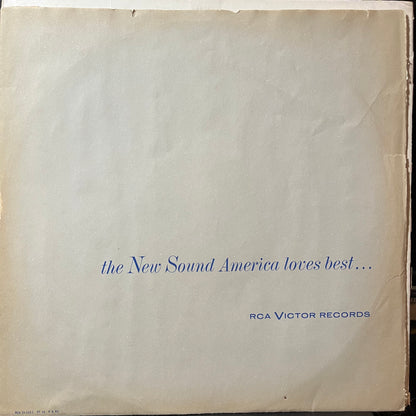 the New Sound America loves best...
RCA VICTOR RECORDS